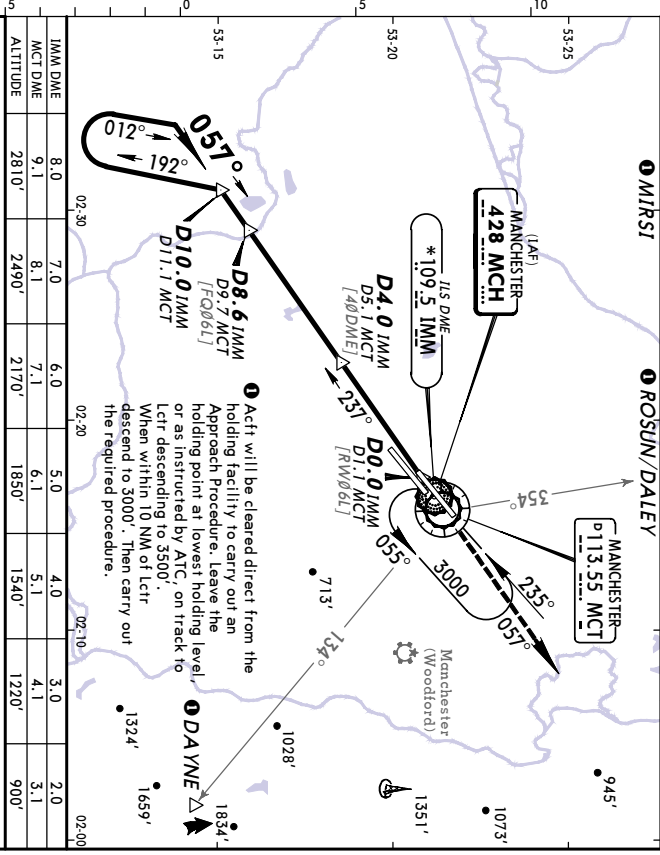 5
0
5
10
53-15
53-20
53-25
❶ MIRSI
❶ ROSUN/DALEY
(IAF)
MANCHESTER
428 MCH
ILS DME
*109.5 IMM
MANCHESTER
D113.55 MCT
354°
235°
057°
3000
055°
134°
237°
057°
012°
192°
D10.0 IMM
D11.1 MCT
D8.6 IMM
D9.7 MCT
[FQ06L]
D4.0 IMM
D5.1 MCT
[40DME]
D0.0 IMM
D1.1 MCT
[RW06L]
Manchester
(Woodford)
713'
945'
1073'
1351'
1028'
1834'
1659'
1324'
❶ DAYNE
02-30
02-20
02-10
02-00
❶ Acft will be cleared direct from the
holding facility to carry out an
Approach Procedure. Leave the
holding point at lowest holding level,
or as instructed by ATC, on track to
Lctr descending to 3500'.
When within 10 NM of Lctr
descend to 3000'. Then carry out
the required procedure.
IMM DME 8.0 7.0 6.0 5.0 4.0 3.0 2.0
MCT DME 9.1 8.1 7.1 6.1 5.1 4.1 3.1
ALTITUDE 2810' 2490' 2170' 1850' 1540' 1220' 900'